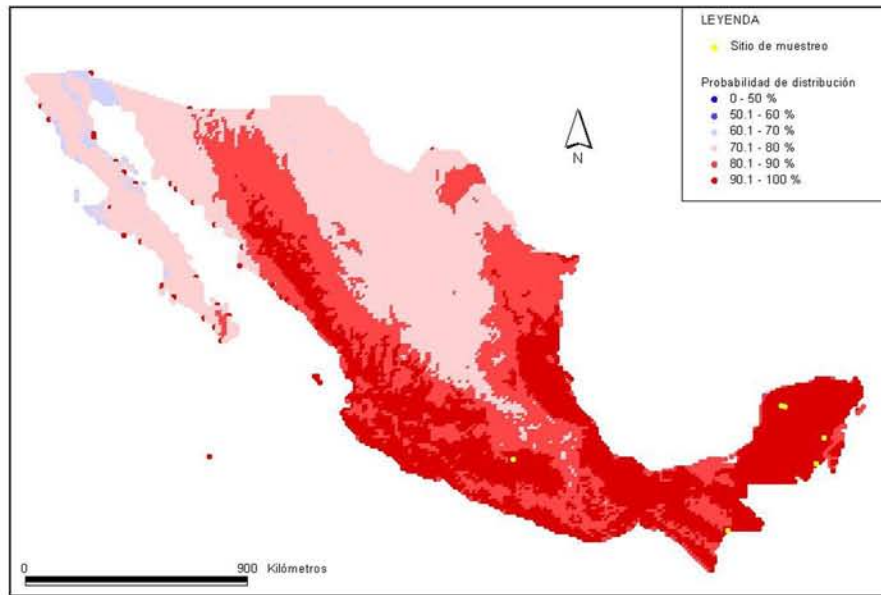 LEYENDA
Sitio de muestreo
Probabilidad de distribución
0 - 50 %
50.1 - 60 %
60.1 - 70 %
70.1 - 80 %
80.1 - 90 %
90.1 - 100 %
N
0 900 Kilómetros